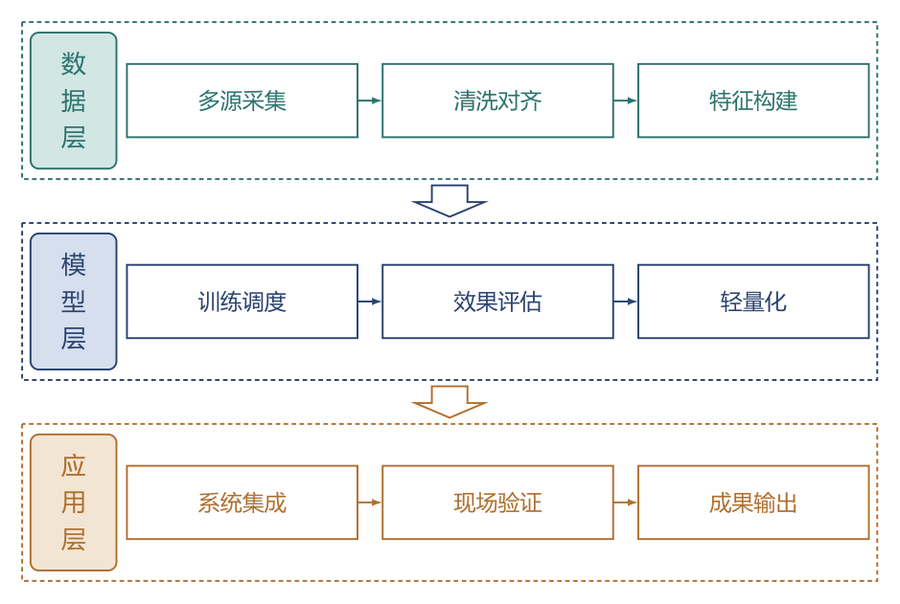 数据层
多源采集
清洗对齐
特征构建
模型层
训练调度
效果评估
轻量化
应用层
系统集成
现场验证
成果输出